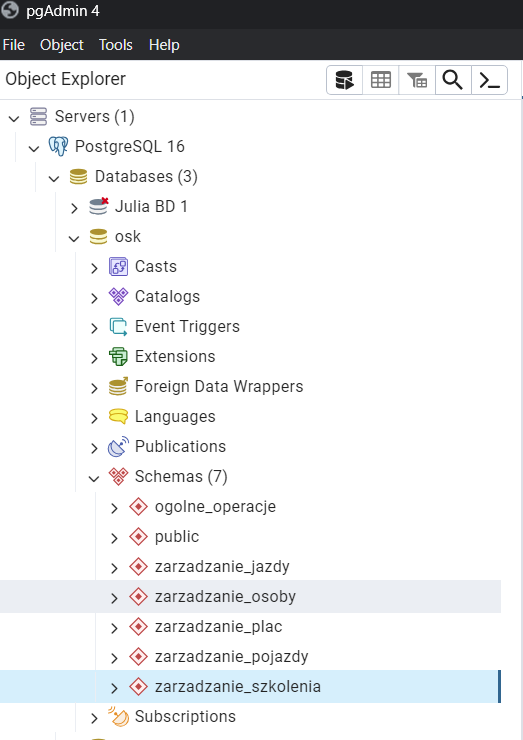 pgAdmin 4
File Object Tools Help
Object Explorer
Servers (1)
PostgreSQL 16
Databases (3)
Julia BD 1
osk
Casts
Catalogs
Event Triggers
Extensions
Foreign Data Wrappers
Languages
Publications
Schemas (7)
ogolne_operacje
public
zarzadzanie_jazdy
zarzadzanie_osoby
zarzadzanie_plac
zarzadzanie_pojazdy
zarzadzanie_szkolenia
Subscriptions